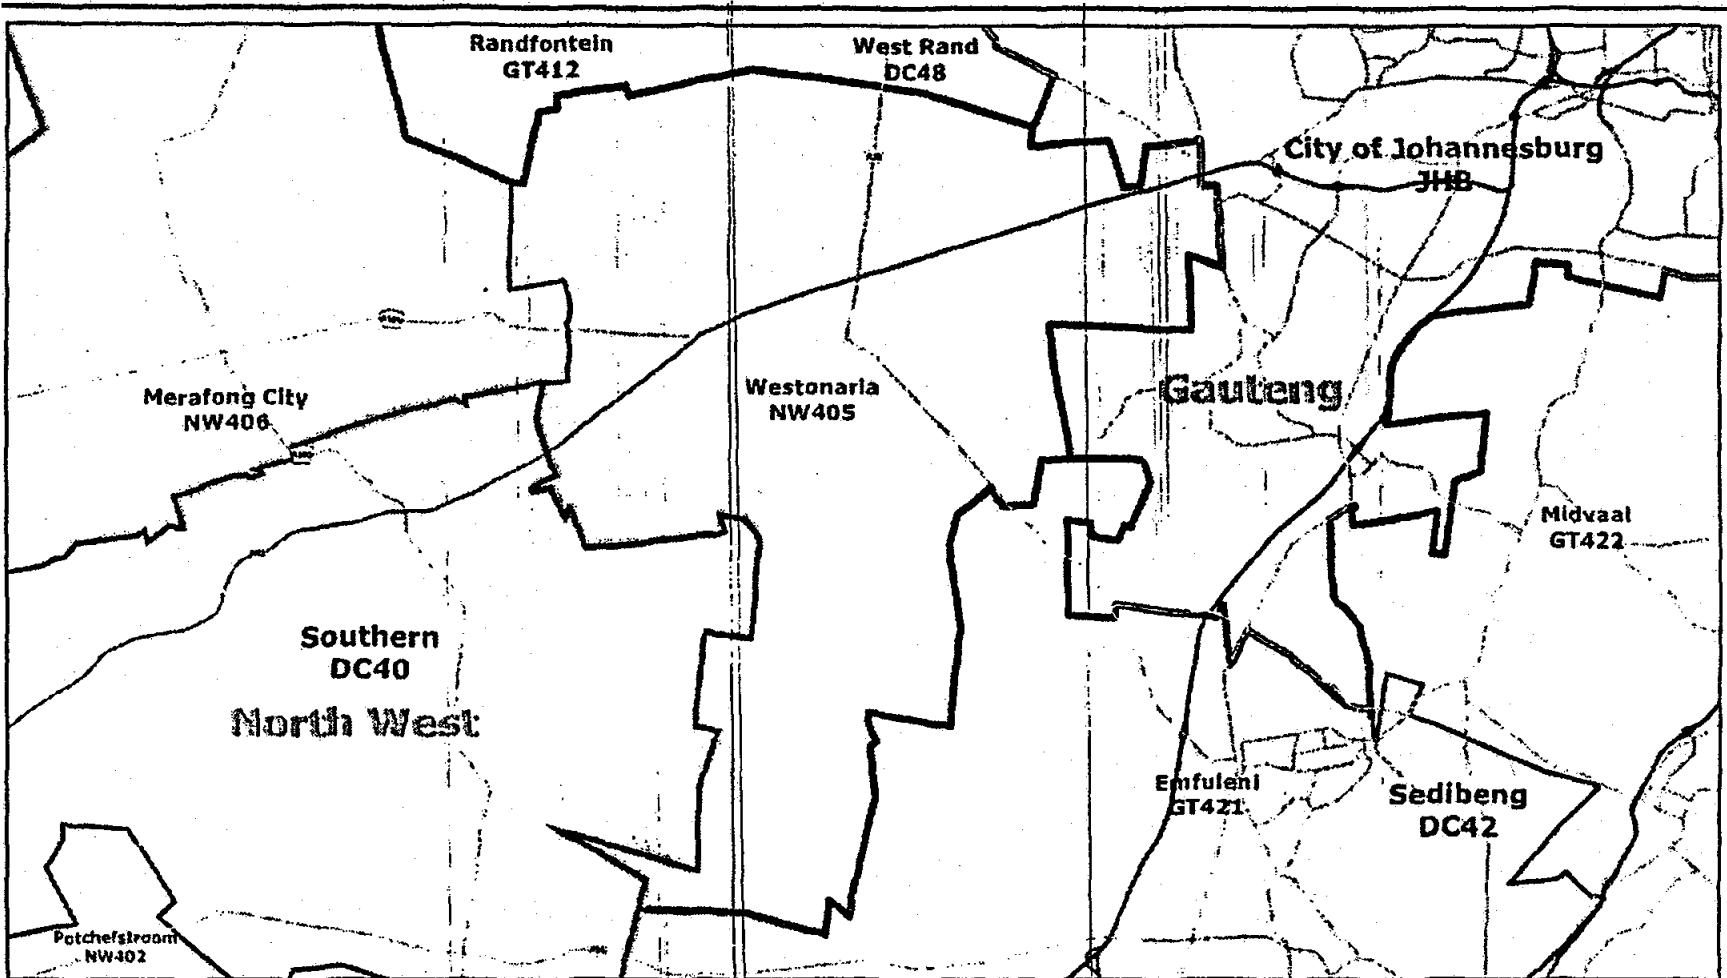 Randfontein
GT412
West Rand
DC48
City of Johannesburg
JHB
Merafong City
NW406
Westonaria
NW405
Gauteng
Midvaal
GT422
Southern
DC40
North West
Emfuleni
GT421
Sedibeng
DC42
Potchefstroom
NW402